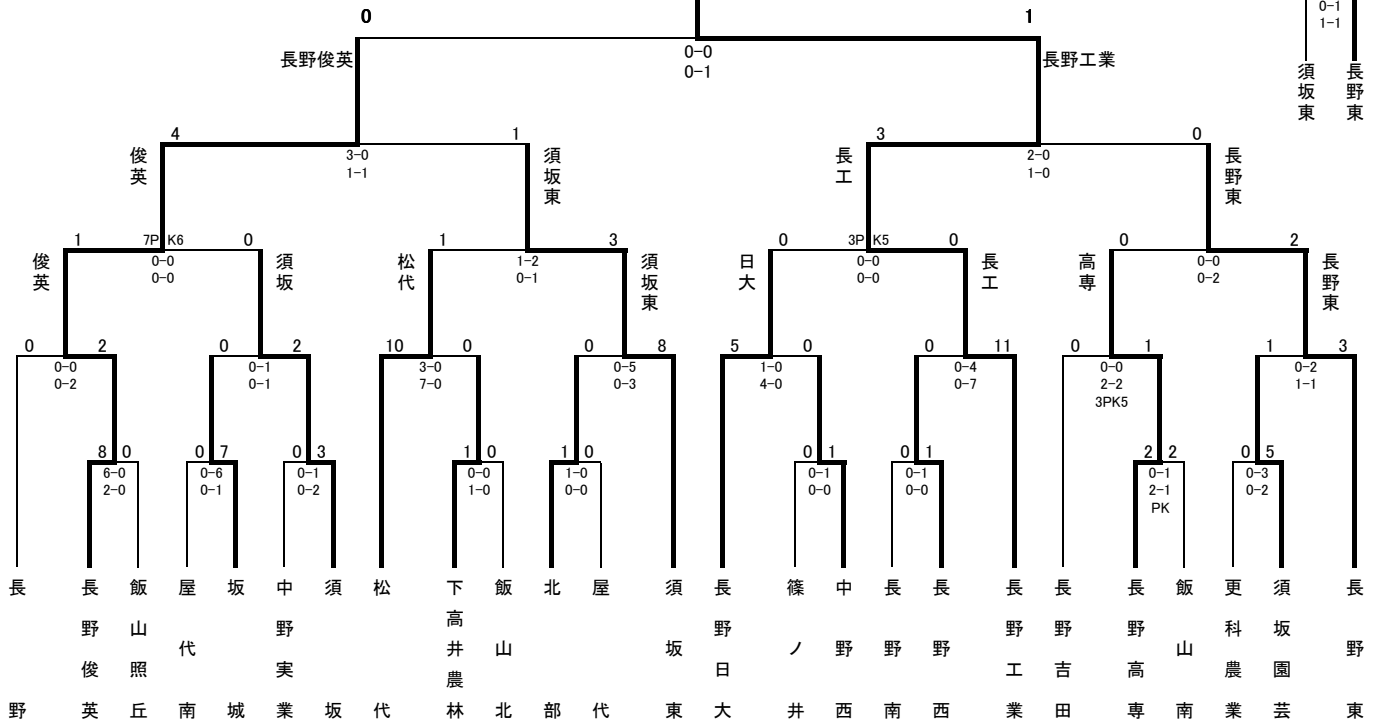 0 1 0-1
1-1
長野俊英 0-0 長野工業
0-1
須坂東 長野東
4 1 3 0
俊英 3-0 須坂東 長工 2-0 長野東
1-1 1-0
1 7P K6 0 1 3 0 3P K5 0 0 2
俊英 0-0 須坂 松代 1-2 須坂東 日大 0-0 長工 高専 0-0 長野東
0-0 0-1 0-0 0-2
0 2 0 2 10 0 0 8 5 0 0 11 0 1 1 3
0-0 0-1 3-0 0-5 1-0 0-4 0-0 0-2
0-2 0-1 7-0 0-3 4-0 0-7 2-2 1-1
3PK5
8 0 0 7 0 3 1 0 1 0 0 1 0 1 2 2 0 5
6-0 0-6 0-1 0-0 1-0 0-1 0-1 0-1 0-3
2-0 0-1 0-2 1-0 0-0 0-0 0-0 2-1 0-2
PK
長野
長野俊英
飯山照丘
屋代南
坂城
中野実業
須坂
松代
下高井農林
飯山北
北部
屋代
須坂東
長野日大
篠ノ井
中野西
長野南
長野西
長野工業
長野吉田
長野高専
飯山南
更科農業
須坂園芸
長野東